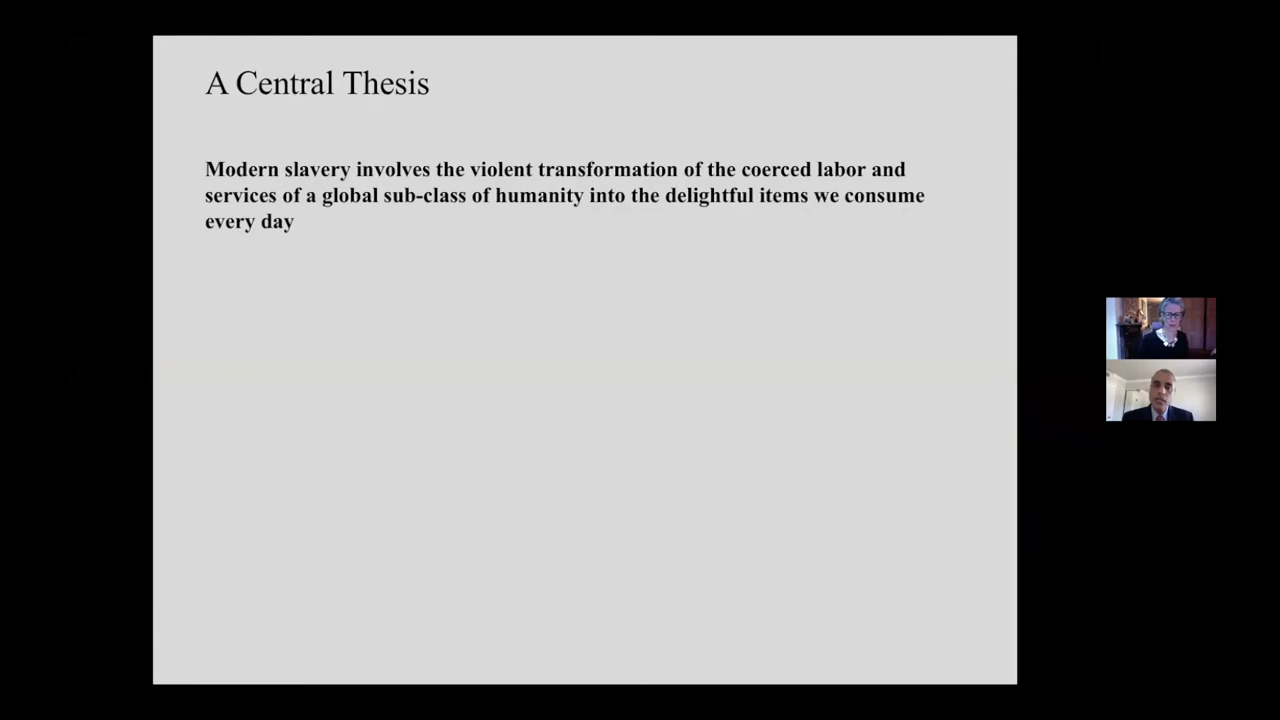 A Central Thesis
Modern slavery involves the violent transformation of the coerced labor and
services of a global sub-class of humanity into the delightful items we consume
every day